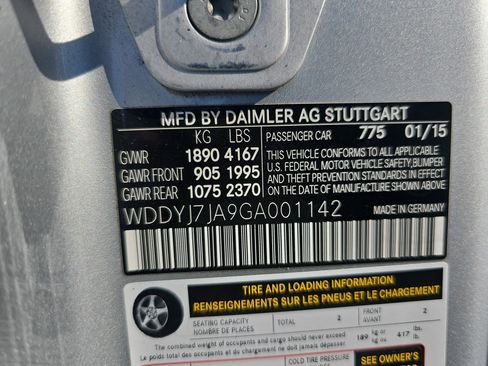 MFD BY DAIMLER AG STUTTGART
KG LBS PASSENGER CAR 775 01/15
GVWR 1890 4167
GAWR FRONT 905 1995
GAWR REAR 1075 2370
THIS VEHICLE CONFORMS TO ALL APPLICABLE
U.S. FEDERAL MOTOR VEHICLE SAFETY, BUMPER
AND THEFT PREVENTION STANDARDS IN EFFECT
ON THE DATE OF MANUFACTURE SHOWN ABOVE.
WDDYJ7JA9GA001142 MADE IN GERMANY
TIRE AND LOADING INFORMATION
RENSEIGNEMENTS SUR LES PNEUS ET LE CHARGEMENT
SEATING CAPACITY
NOMBRE DE PLACES
TOTAL 2
FRONT
AVANT
2
The combined weight of occupants and cargo should never exceed
Le poids total des occupants et du chargement ne doit jamais dépasser
189 kg or
kg ou
417 lbs.
lb.
COLD TIRE PRESSURE
SEE OWNER'S